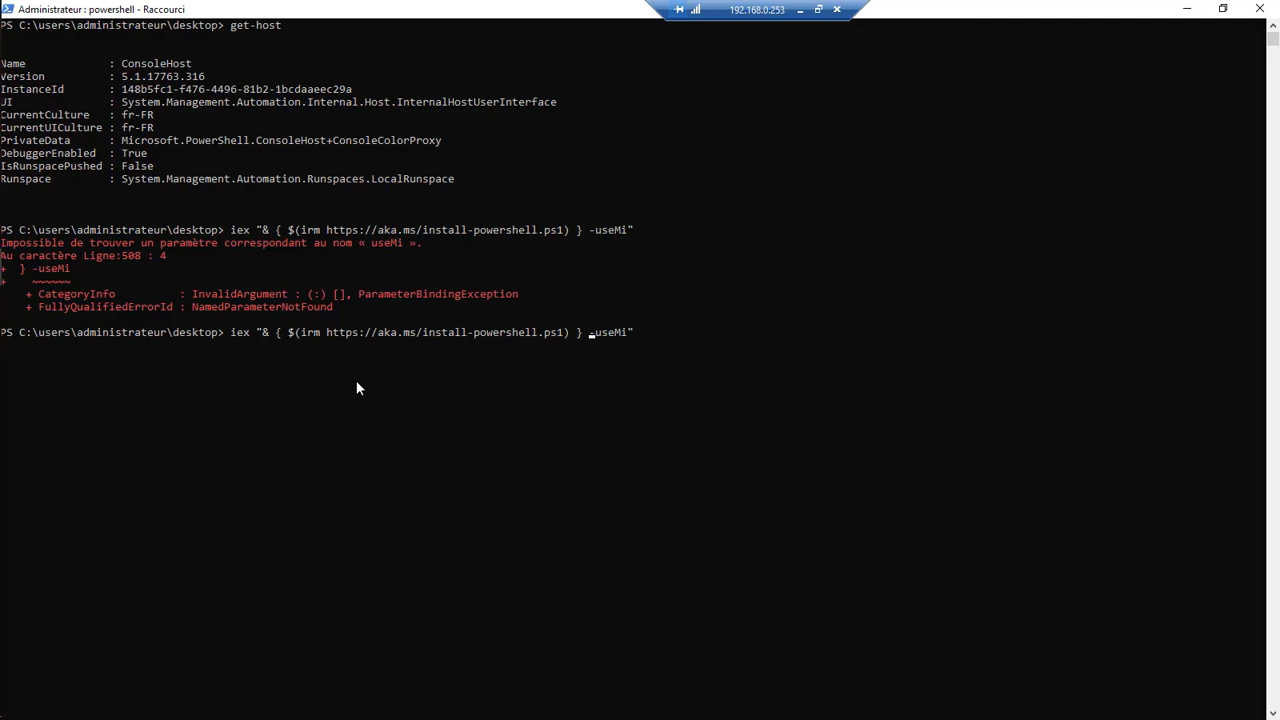 Administrateur : powershell - Raccourci
192.168.0.253
PS C:\users\administrateur\desktop> get-host
Name : ConsoleHost
Version : 5.1.17763.316
InstanceId : 148b5fc1-f476-4496-81b2-1bcdaaeec29a
UI : System.Management.Automation.Internal.Host.InternalHostUserInterface
CurrentCulture : fr-FR
CurrentUICulture : fr-FR
PrivateData : Microsoft.PowerShell.ConsoleHost+ConsoleColorProxy
DebuggerEnabled : True
IsRunspacePushed : False
Runspace : System.Management.Automation.Runspaces.LocalRunspace
PS C:\users\administrateur\desktop> iex "& { $(irm https://aka.ms/install-powershell.ps1) } -useMi"
Impossible de trouver un paramètre correspondant au nom « useMi ».
Au caractère Ligne:508 : 4
+ } -useMi
+ ~~~~~~
+ CategoryInfo : InvalidArgument : (:) [], ParameterBindingException
+ FullyQualifiedErrorId : NamedParameterNotFound
PS C:\users\administrateur\desktop> iex "& { $(irm https://aka.ms/install-powershell.ps1) } -useMi"